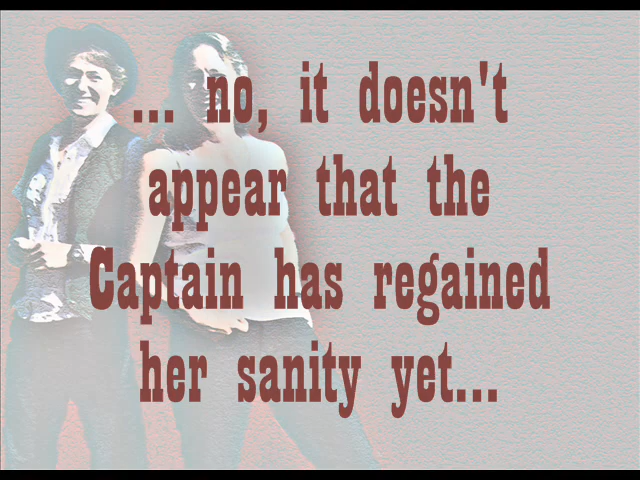 ... no, it doesn't
appear that the
Captain has regained
her sanity yet...